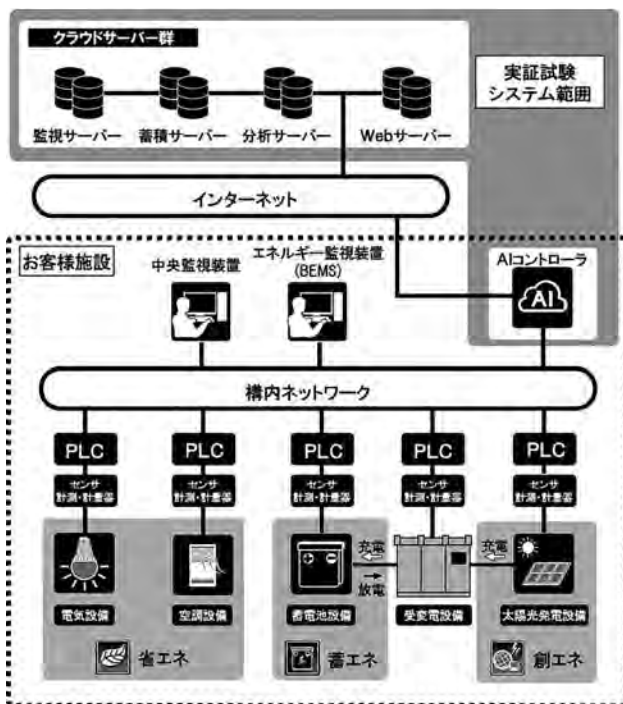 クラウドサーバー群
実証試験
システム範囲
監視サーバー
蓄積サーバー
分析サーバー
Webサーバー
インターネット
お客様施設
中央監視装置
エネルギー監視装置
(BEMS)
AIコントローラ
AI
構内ネットワーク
PLC
PLC
PLC
PLC
PLC
センサ
計測・計量器
センサ
計測・計量器
センサ
計測・計量器
センサ
計測・計量器
センサ
計測・計量器
充電
放電
充電
電気設備
空調設備
蓄電池設備
受変電設備
太陽光発電設備
省エネ
蓄エネ
創エネ